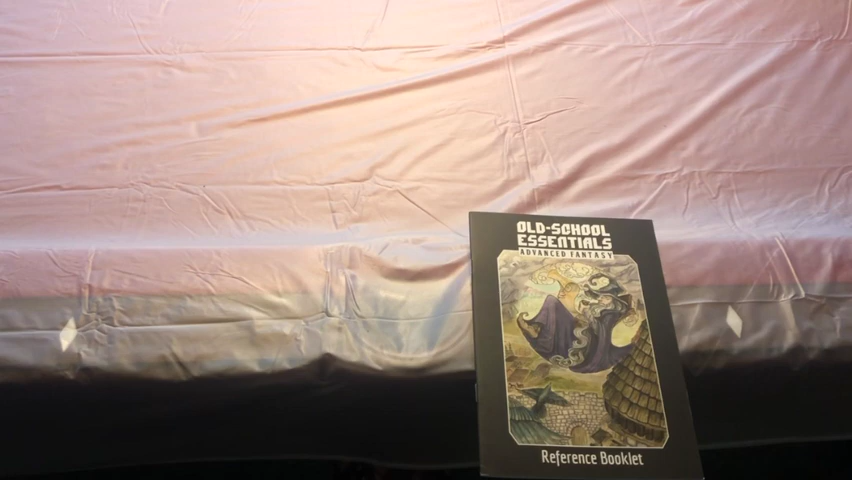 OLD-SCHOOL
ESSENTIALS
ADVANCED FANTASY
Reference Booklet